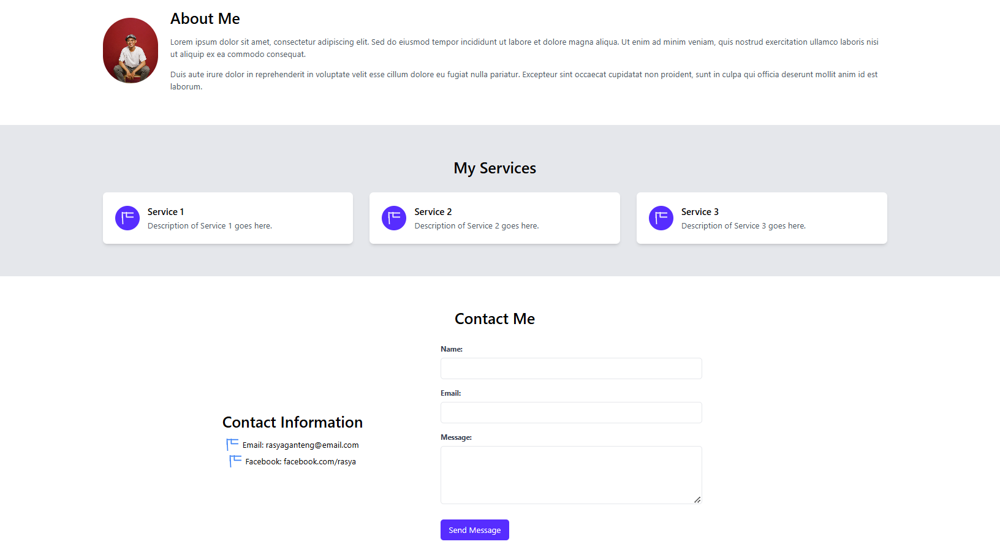 About Me
Lorem ipsum dolor sit amet, consectetur adipiscing elit. Sed do eiusmod tempor incididunt ut labore et dolore magna aliqua. Ut enim ad minim veniam, quis nostrud exercitation ullamco laboris nisi
ut aliquip ex ea commodo consequat.
Duis aute irure dolor in reprehenderit in voluptate velit esse cillum dolore eu fugiat nulla pariatur. Excepteur sint occaecat cupidatat non proident, sunt in culpa qui officia deserunt mollit anim id est
laborum.
My Services
Service 1
Description of Service 1 goes here.
Service 2
Description of Service 2 goes here.
Service 3
Description of Service 3 goes here.
Contact Me
Contact Information
Email: rasyaganteng@email.com
Facebook: facebook.com/rasya
Name:
Email:
Message:
Send Message